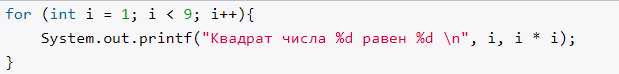 for (int i = 1; i < 9; i++){
    System.out.printf("Квадрат числа %d равен %d \n", i, i * i);
}